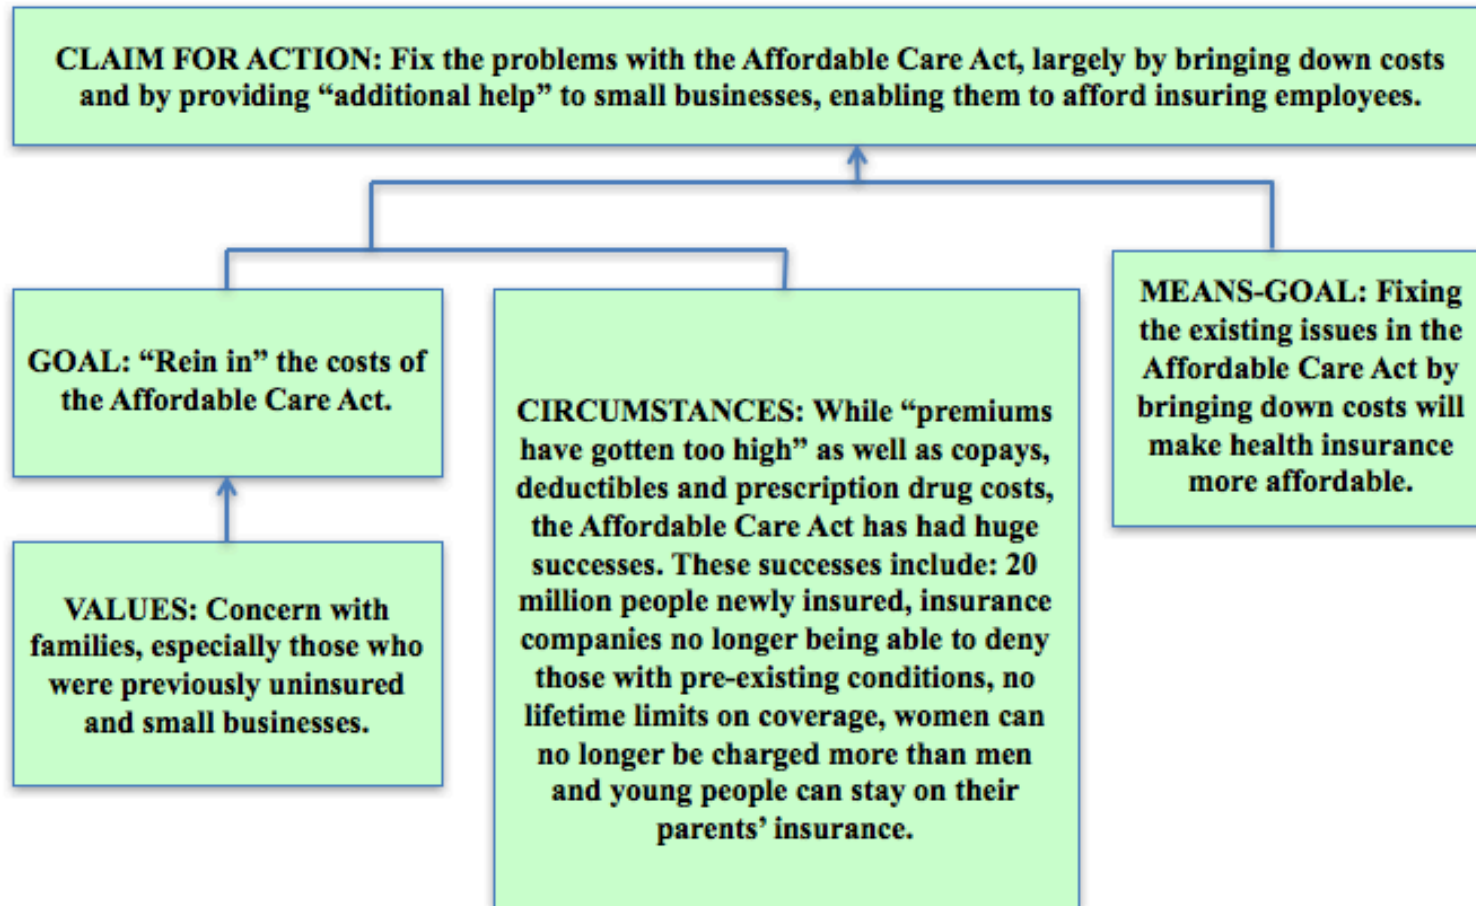 CLAIM FOR ACTION: Fix the problems with the Affordable Care Act, largely by bringing down costs
and by providing “additional help” to small businesses, enabling them to afford insuring employees.
GOAL: “Rein in” the costs of
the Affordable Care Act.
VALUES: Concern with
families, especially those who
were previously uninsured
and small businesses.
CIRCUMSTANCES: While “premiums
have gotten too high” as well as copays,
deductibles and prescription drug costs,
the Affordable Care Act has had huge
successes. These successes include: 20
million people newly insured, insurance
companies no longer being able to deny
those with pre-existing conditions, no
lifetime limits on coverage, women can
no longer be charged more than men
and young people can stay on their
parents’ insurance.
MEANS-GOAL: Fixing
the existing issues in the
Affordable Care Act by
bringing down costs will
make health insurance
more affordable.